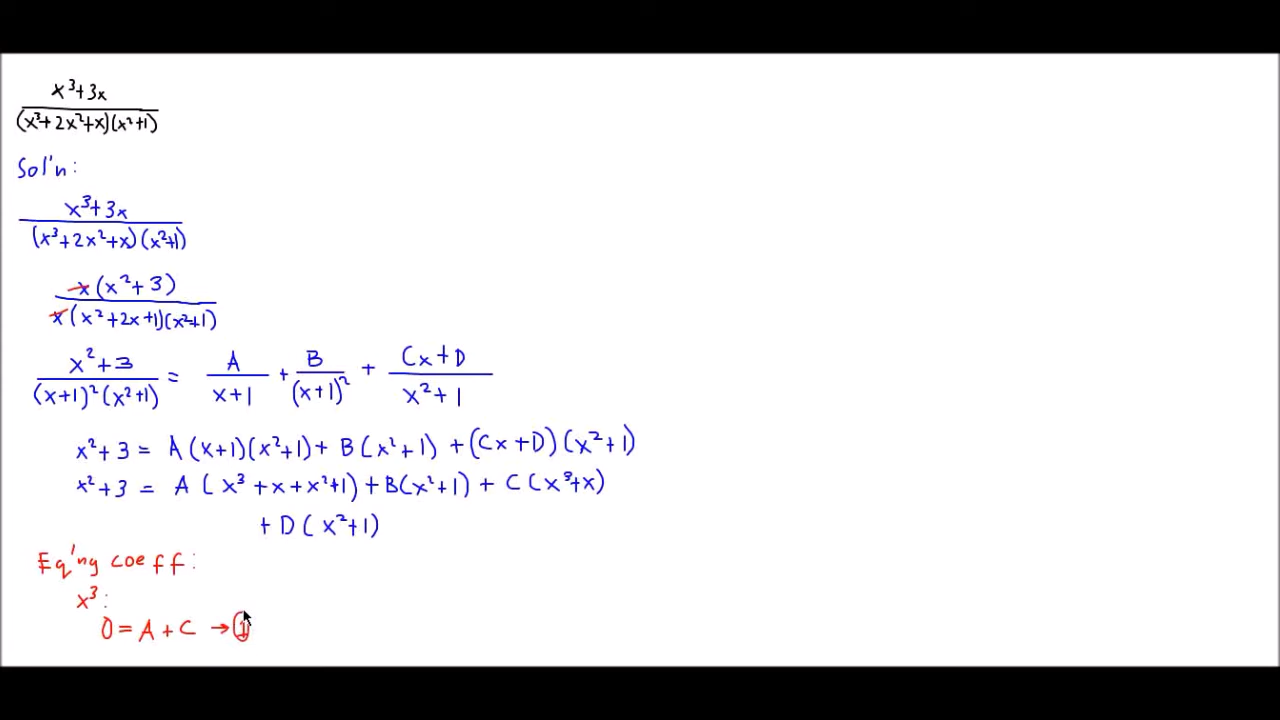 x³+3x
(x³+2x²+x)(x²+1)
Sol'n:
x³+3x
(x³+2x²+x)(x²+1)
x(x²+3)
x(x²+2x+1)(x²+1)
x²+3 / (x+1)²(x²+1) = A / x+1 + B / (x+1)² + Cx+D / x²+1
x²+3 = A(x+1)(x²+1)+ B(x²+1) +(Cx+D)(x²+1)
x²+3 = A(x³+x+x²+1)+B(x²+1)+ C(x³+x)
+ D(x²+1)
Eq'ng coeff:
x³:
0=A+C →①